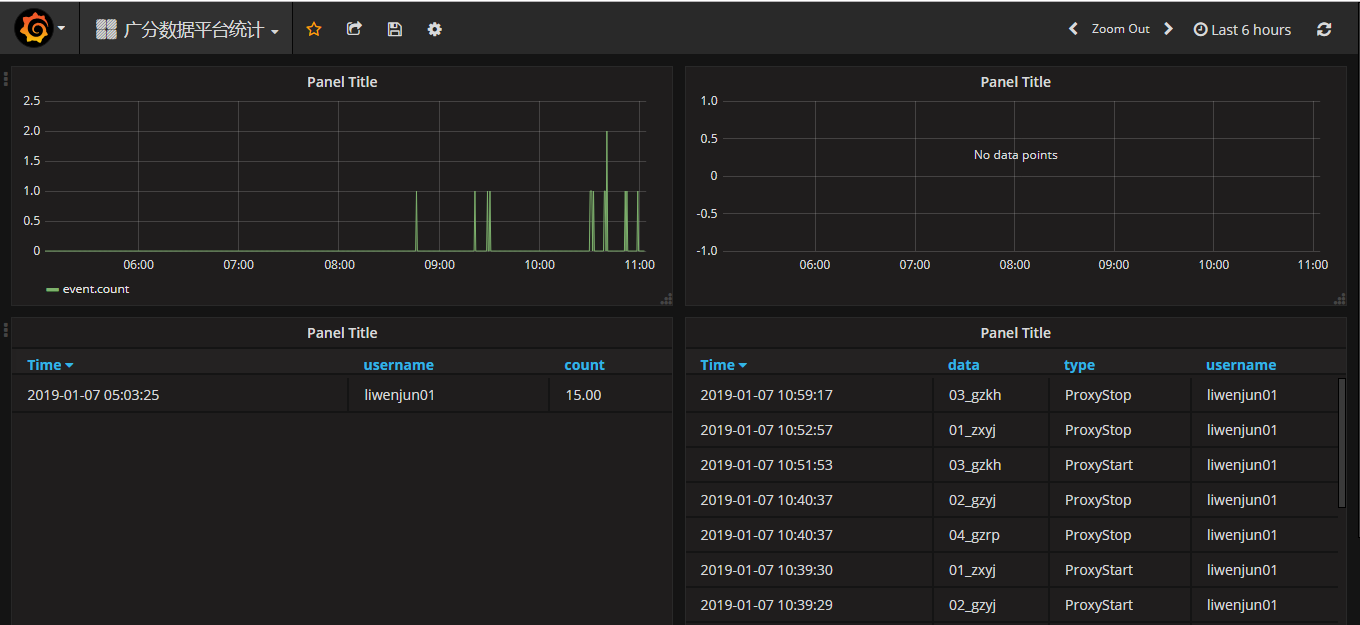 广分数据平台统计
Zoom Out
Last 6 hours
Panel Title
2.5
2.0
1.5
1.0
0.5
0
06:00 07:00 08:00 09:00 10:00 11:00
event.count
Panel Title
1.0
0.5
0
-0.5
-1.0
No data points
06:00 07:00 08:00 09:00 10:00 11:00
Panel Title
Time username count
2019-01-07 05:03:25 liwenjun01 15.00
Panel Title
Time data type username
2019-01-07 10:59:17 03_gzkh ProxyStop liwenjun01
2019-01-07 10:52:57 01_zxyj ProxyStop liwenjun01
2019-01-07 10:51:53 03_gzkh ProxyStart liwenjun01
2019-01-07 10:40:37 02_gzyj ProxyStop liwenjun01
2019-01-07 10:40:37 04_gzrp ProxyStop liwenjun01
2019-01-07 10:39:30 01_zxyj ProxyStart liwenjun01
2019-01-07 10:39:29 02_gzyj ProxyStart liwenjun01